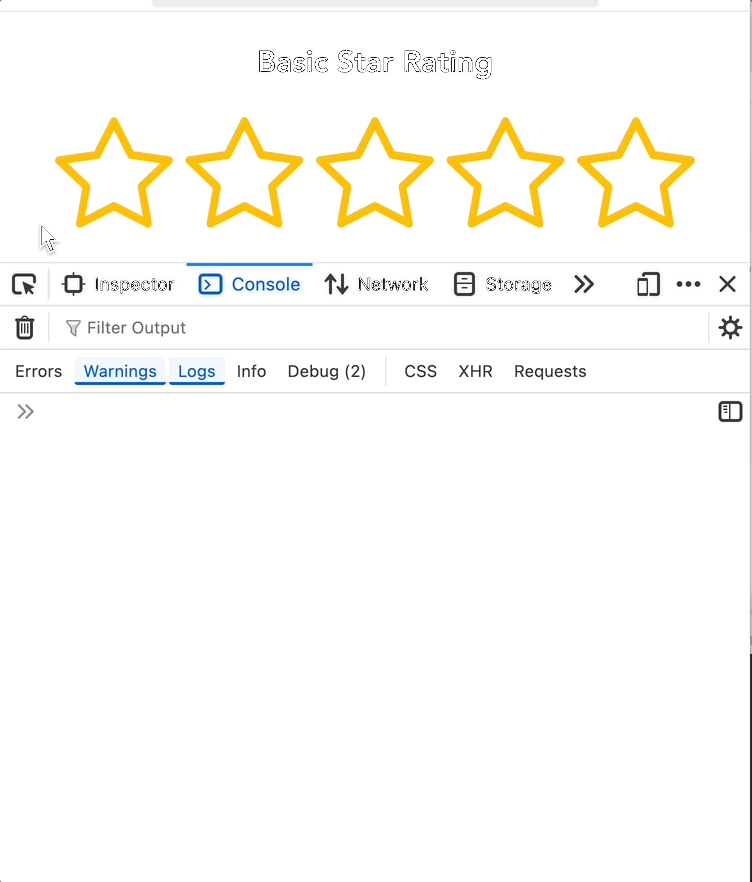 Basic Star Rating
Inspector Console Network Storage
Filter Output
Errors Warnings Logs Info Debug (2) CSS XHR Requests